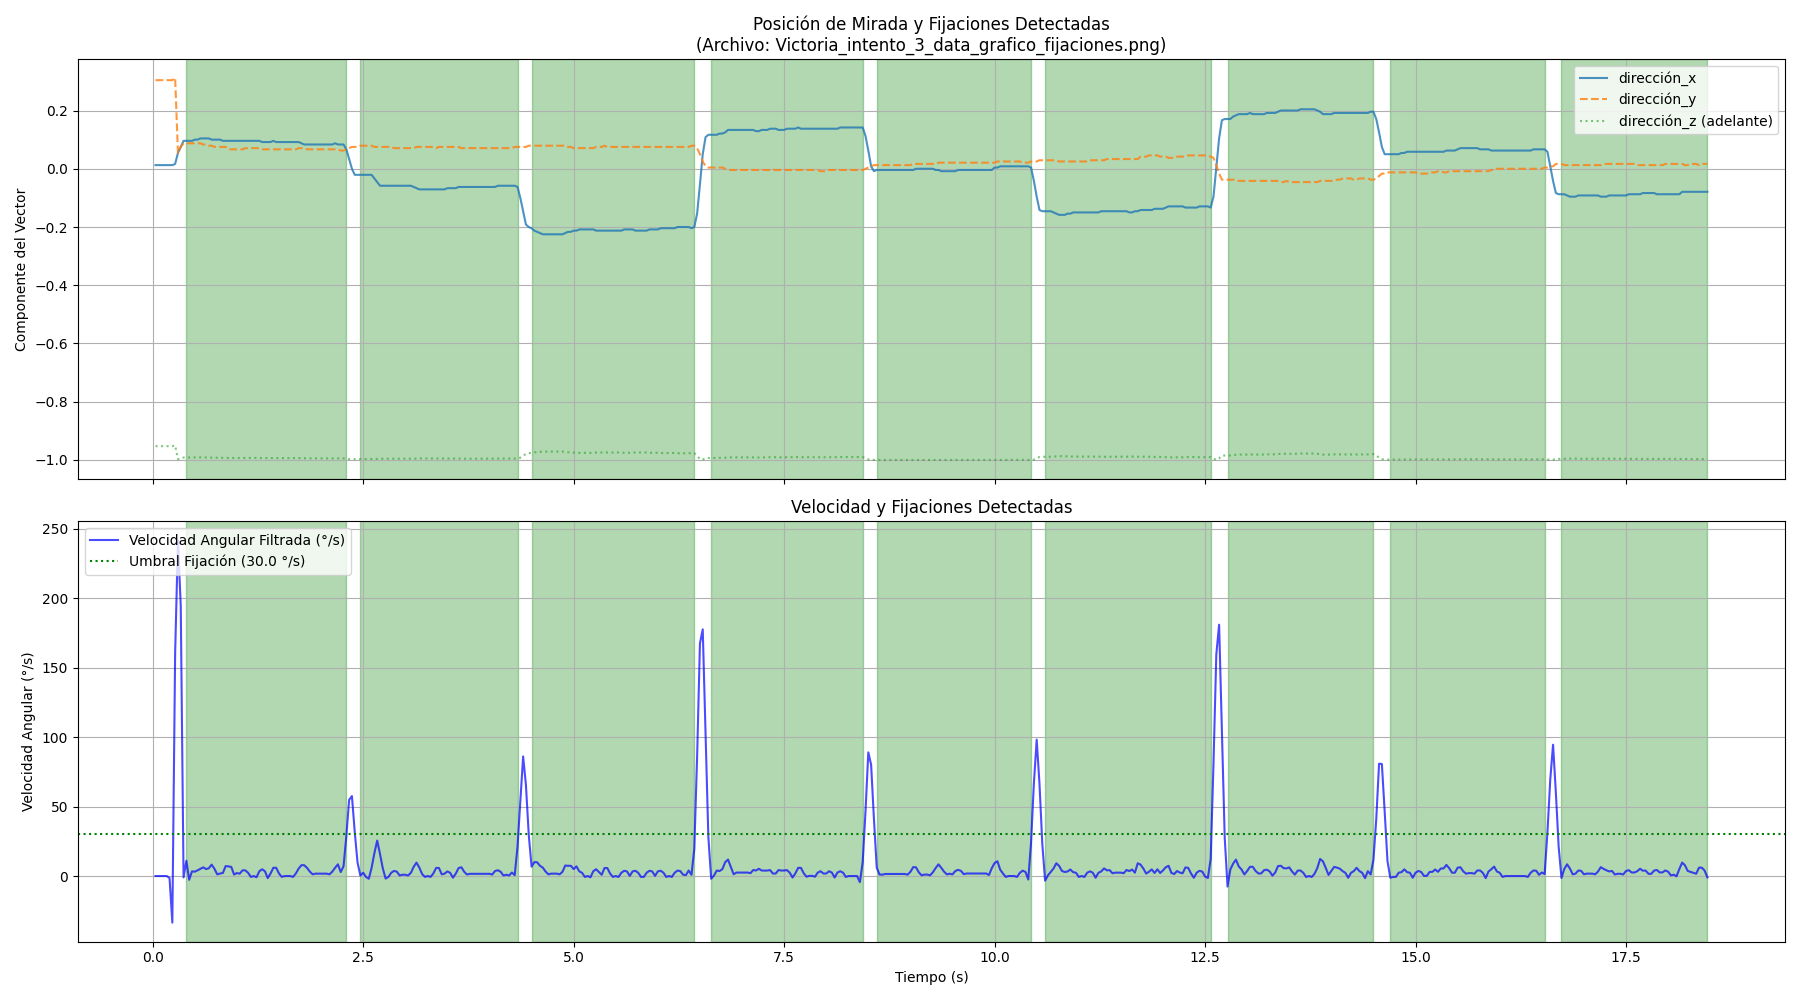 Posición de Mirada y Fijaciones Detectadas
(Archivo: Victoria_intento_3_data_grafico_fijaciones.png)
Componente del Vector
0.2
0.0
−0.2
−0.4
−0.6
−0.8
−1.0
dirección_x
dirección_y
dirección_z (adelante)
Velocidad y Fijaciones Detectadas
Velocidad Angular (°/s)
250
200
150
100
50
0
Velocidad Angular Filtrada (°/s)
Umbral Fijación (30.0 °/s)
0.0 2.5 5.0 7.5 10.0 12.5 15.0 17.5
Tiempo (s)